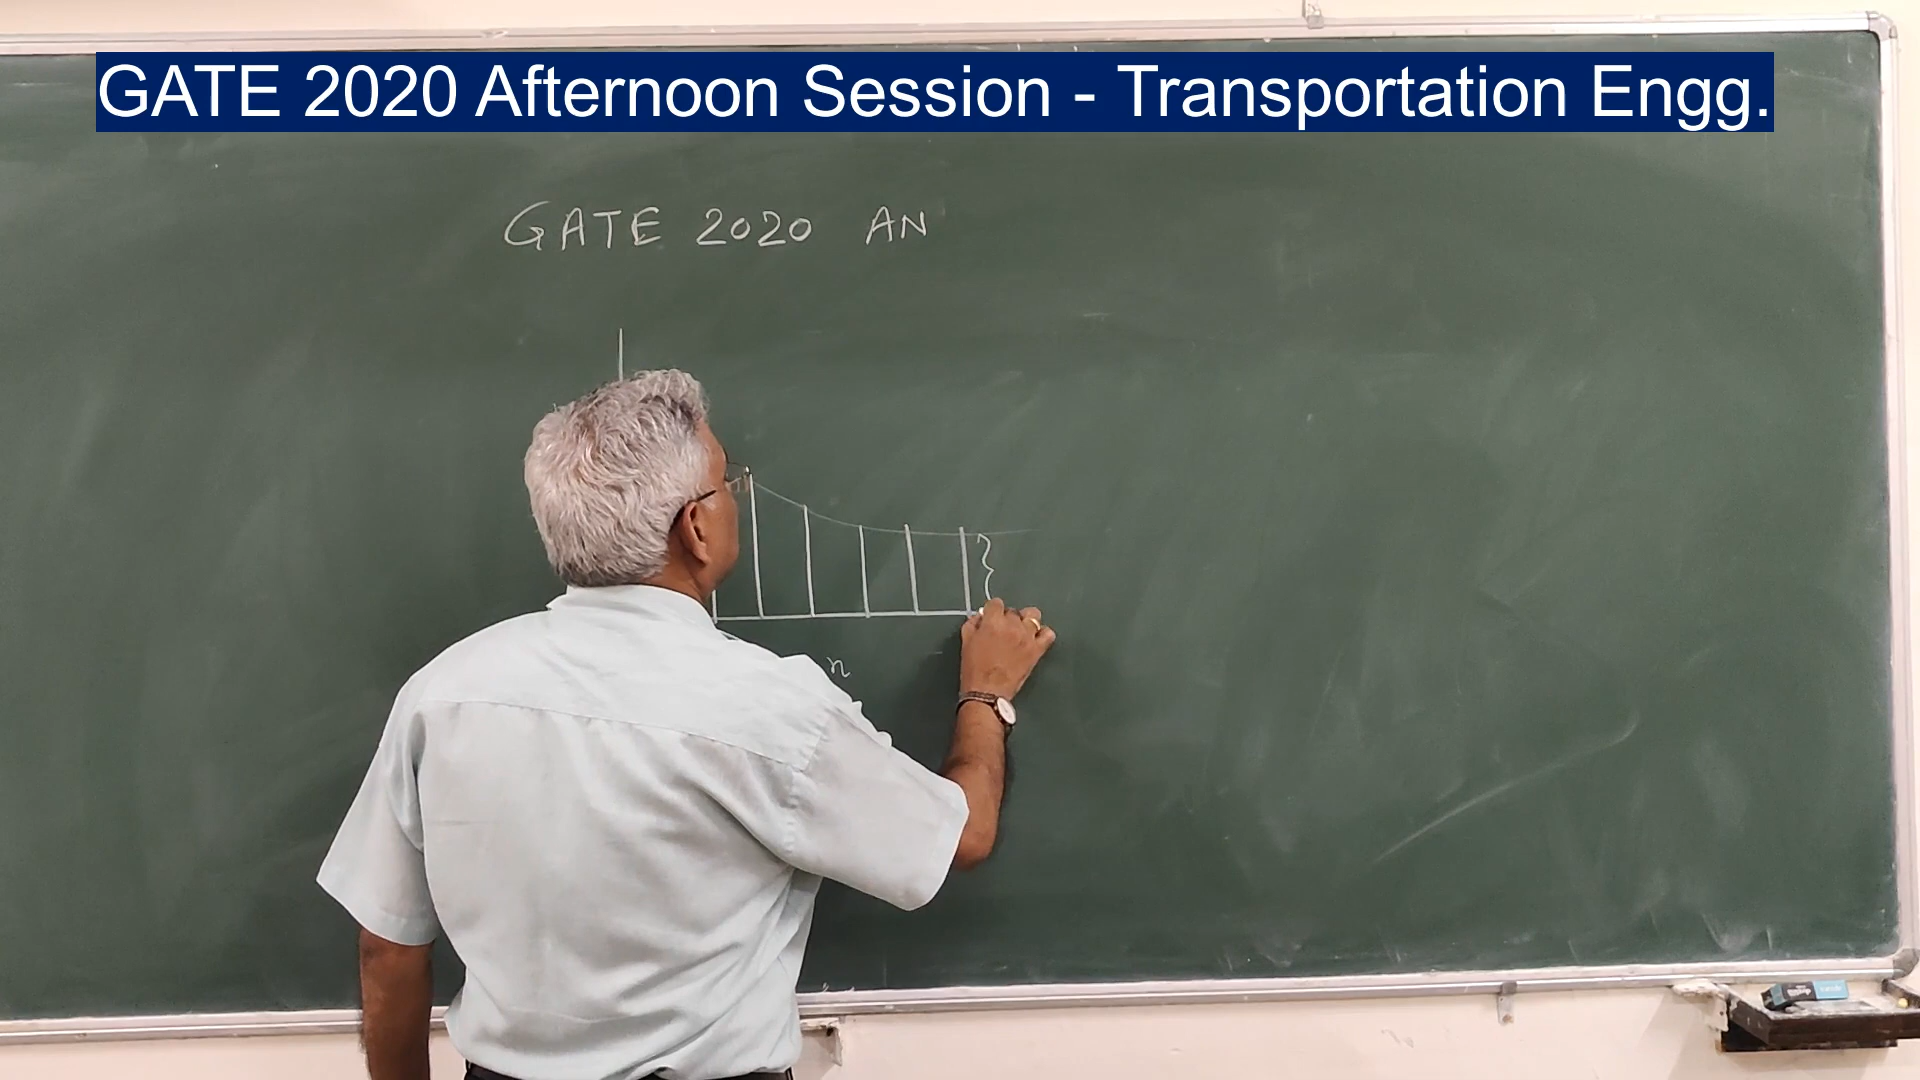 GATE 2020 Afternoon Session - Transportation Engg.
GATE 2020 AN
n